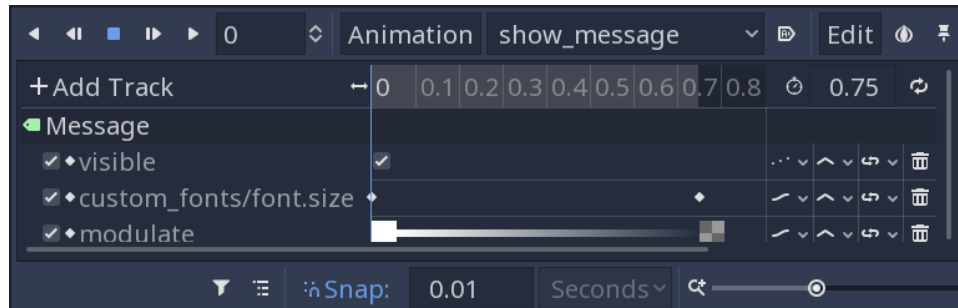 0 Animation show_message Edit
+Add Track 0 0.1 0.2 0.3 0.4 0.5 0.6 0.7 0.8 0.75
Message
visible
custom_fonts/font.size
modulate
Snap: 0.01 Seconds